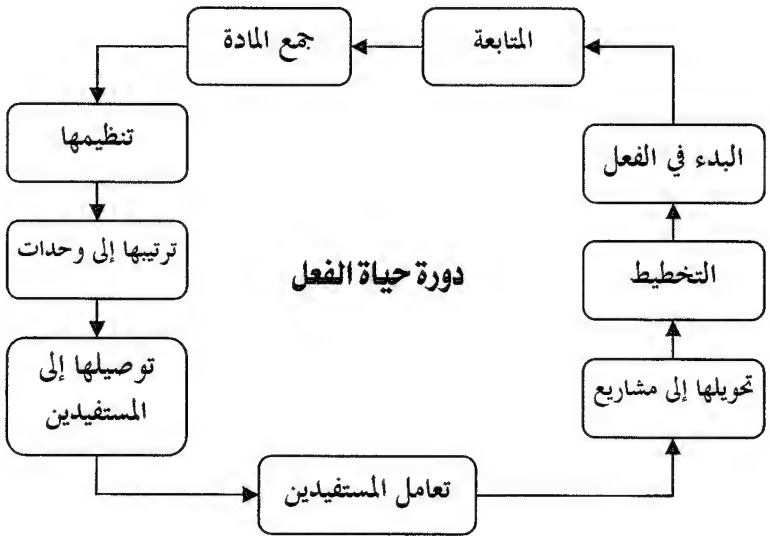 جمع المادة
المتابعة
تنظيمها
البدء في الفعل
ترتيبها إلى وحدات
دورة حياة الفعل
التخطيط
توصيلها إلى
المستفيدين
تحويلها إلى مشاريع
تعامل المستفيدين